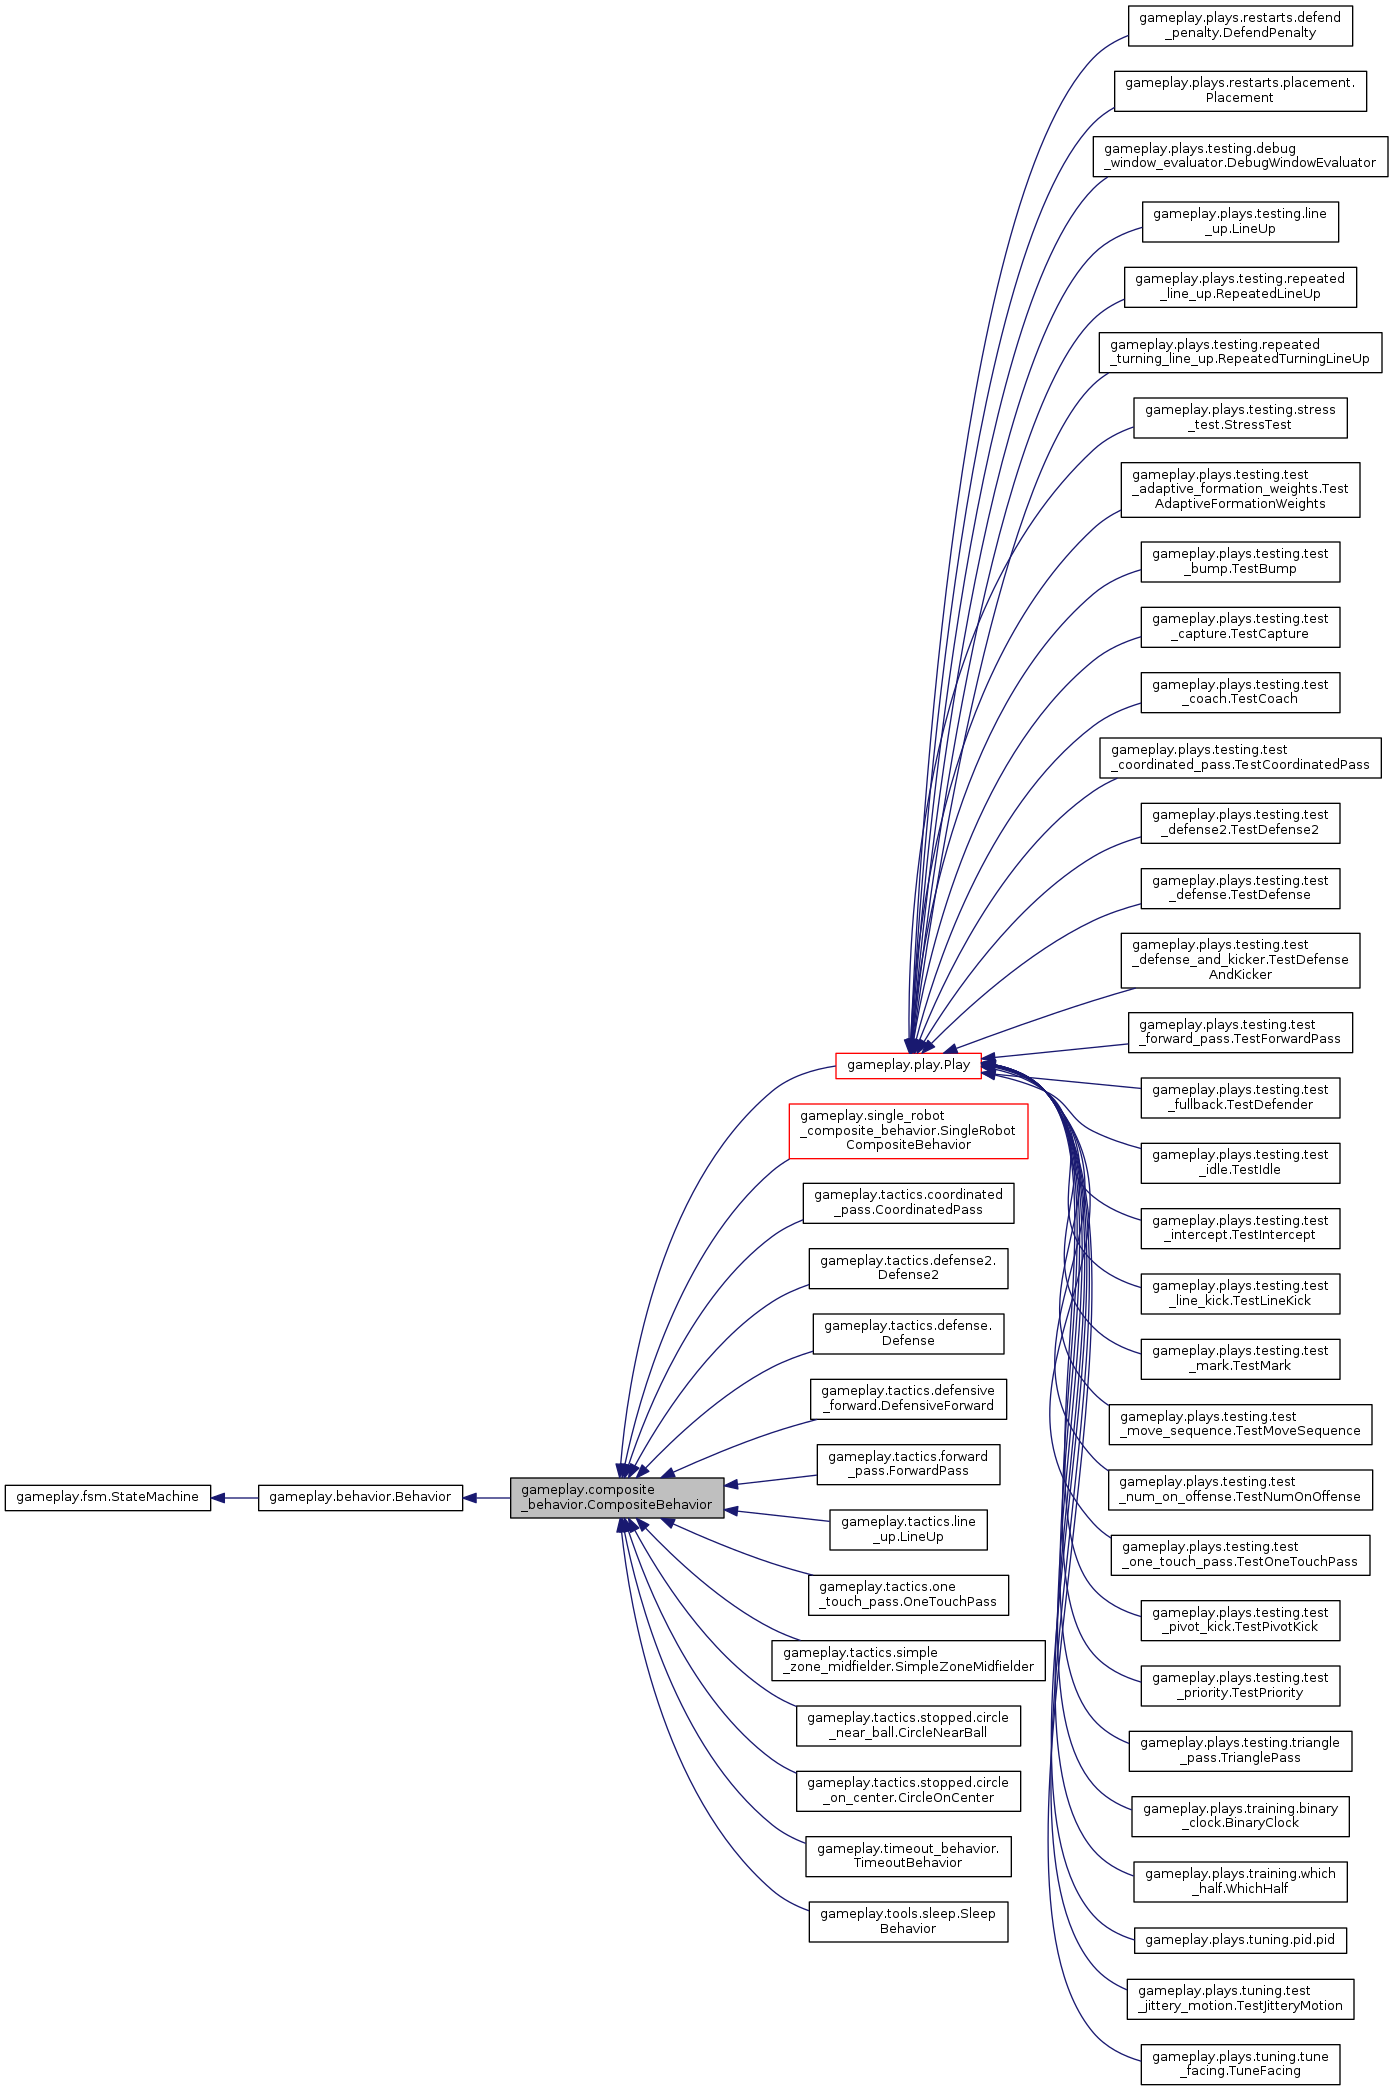 gameplay.plays.restarts.defend
_penalty.DefendPenalty
gameplay.plays.restarts.placement.
Placement
gameplay.plays.testing.debug
_window_evaluator.DebugWindowEvaluator
gameplay.plays.testing.line
_up.LineUp
gameplay.plays.testing.repeated
_line_up.RepeatedLineUp
gameplay.plays.testing.repeated
_turning_line_up.RepeatedTurningLineUp
gameplay.plays.testing.stress
_test.StressTest
gameplay.plays.testing.test
_adaptive_formation_weights.Test
AdaptiveFormationWeights
gameplay.plays.testing.test
_bump.TestBump
gameplay.plays.testing.test
_capture.TestCapture
gameplay.plays.testing.test
_coach.TestCoach
gameplay.plays.testing.test
_coordinated_pass.TestCoordinatedPass
gameplay.plays.testing.test
_defense2.TestDefense2
gameplay.plays.testing.test
_defense.TestDefense
gameplay.plays.testing.test
_defense_and_kicker.TestDefense
AndKicker
gameplay.plays.testing.test
_forward_pass.TestForwardPass
gameplay.play.Play
gameplay.plays.testing.test
_fullback.TestDefender
gameplay.single_robot
_composite_behavior.SingleRobot
CompositeBehavior
gameplay.plays.testing.test
_idle.TestIdle
gameplay.tactics.coordinated
_pass.CoordinatedPass
gameplay.plays.testing.test
_intercept.TestIntercept
gameplay.tactics.defense2.
Defense2
gameplay.plays.testing.test
_line_kick.TestLineKick
gameplay.tactics.defense.
Defense
gameplay.plays.testing.test
_mark.TestMark
gameplay.tactics.defensive
_forward.DefensiveForward
gameplay.plays.testing.test
_move_sequence.TestMoveSequence
gameplay.tactics.forward
_pass.ForwardPass
gameplay.plays.testing.test
_num_on_offense.TestNumOnOffense
gameplay.fsm.StateMachine
gameplay.behavior.Behavior
gameplay.composite
_behavior.CompositeBehavior
gameplay.tactics.line
_up.LineUp
gameplay.plays.testing.test
_one_touch_pass.TestOneTouchPass
gameplay.tactics.one
_touch_pass.OneTouchPass
gameplay.plays.testing.test
_pivot_kick.TestPivotKick
gameplay.tactics.simple
_zone_midfielder.SimpleZoneMidfielder
gameplay.plays.testing.test
_priority.TestPriority
gameplay.tactics.stopped.circle
_near_ball.CircleNearBall
gameplay.plays.testing.triangle
_pass.TrianglePass
gameplay.tactics.stopped.circle
_on_center.CircleOnCenter
gameplay.plays.training.binary
_clock.BinaryClock
gameplay.timeout_behavior.
TimeoutBehavior
gameplay.plays.training.which
_half.WhichHalf
gameplay.tools.sleep.Sleep
Behavior
gameplay.plays.tuning.pid.pid
gameplay.plays.tuning.test
_jittery_motion.TestJitteryMotion
gameplay.plays.tuning.tune
_facing.TuneFacing